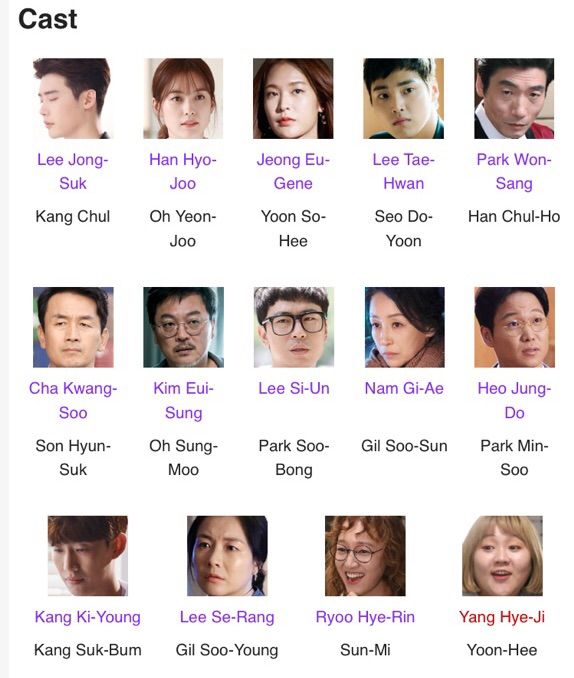 Cast
Lee Jong-
Suk
Han Hyo-
Joo
Jeong Eu-
Gene
Lee Tae-
Hwan
Park Won-
Sang
Kang Chul
Oh Yeon-
Joo
Yoon So-
Hee
Seo Do-
Yoon
Han Chul-Ho
Cha Kwang-
Soo
Kim Eui-
Sung
Lee Si-Un
Nam Gi-Ae
Heo Jung-
Do
Son Hyun-
Suk
Oh Sung-
Moo
Park Soo-
Bong
Gil Soo-Sun
Park Min-
Soo
Kang Ki-Young
Lee Se-Rang
Ryoo Hye-Rin
Yang Hye-Ji
Kang Suk-Bum
Gil Soo-Young
Sun-Mi
Yoon-Hee